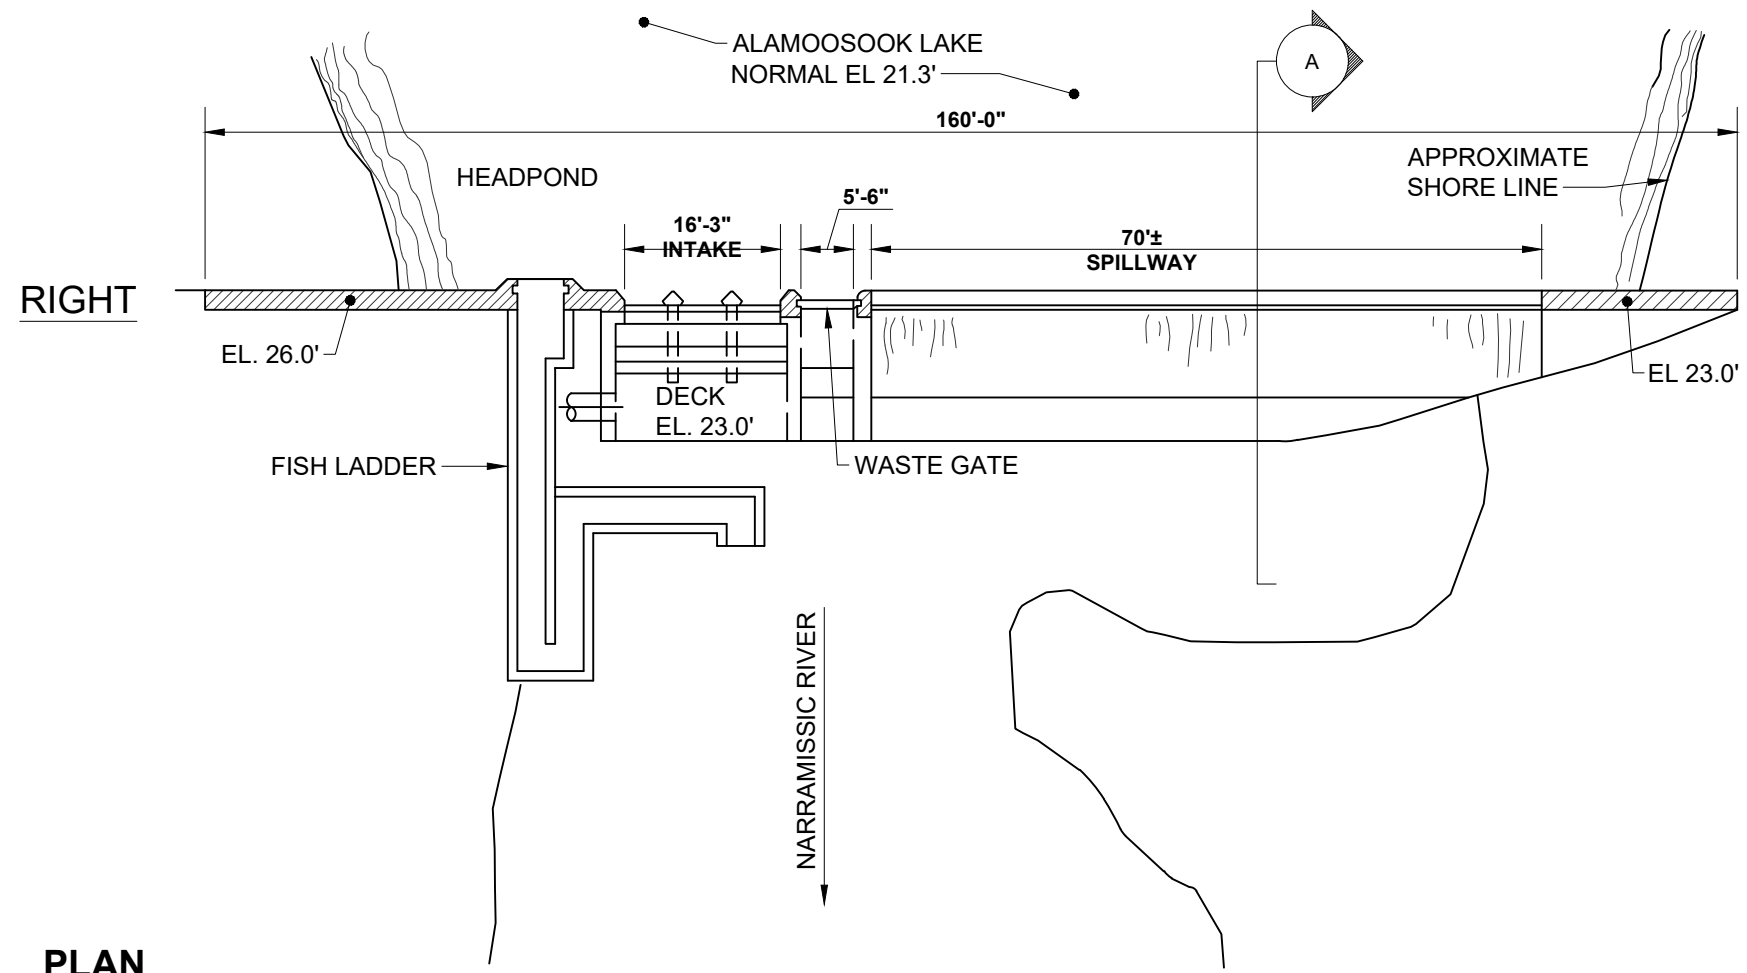 ALAMOOSOOK LAKE
NORMAL EL 21.3'
A
160'-0"
HEADPOND
APPROXIMATE
SHORE LINE
5'-6"
16'-3"
INTAKE
70'±
SPILLWAY
RIGHT
EL. 26.0'
EL 23.0'
DECK
EL. 23.0'
FISH LADDER
WASTE GATE
NARRAMISSIC RIVER
PLAN